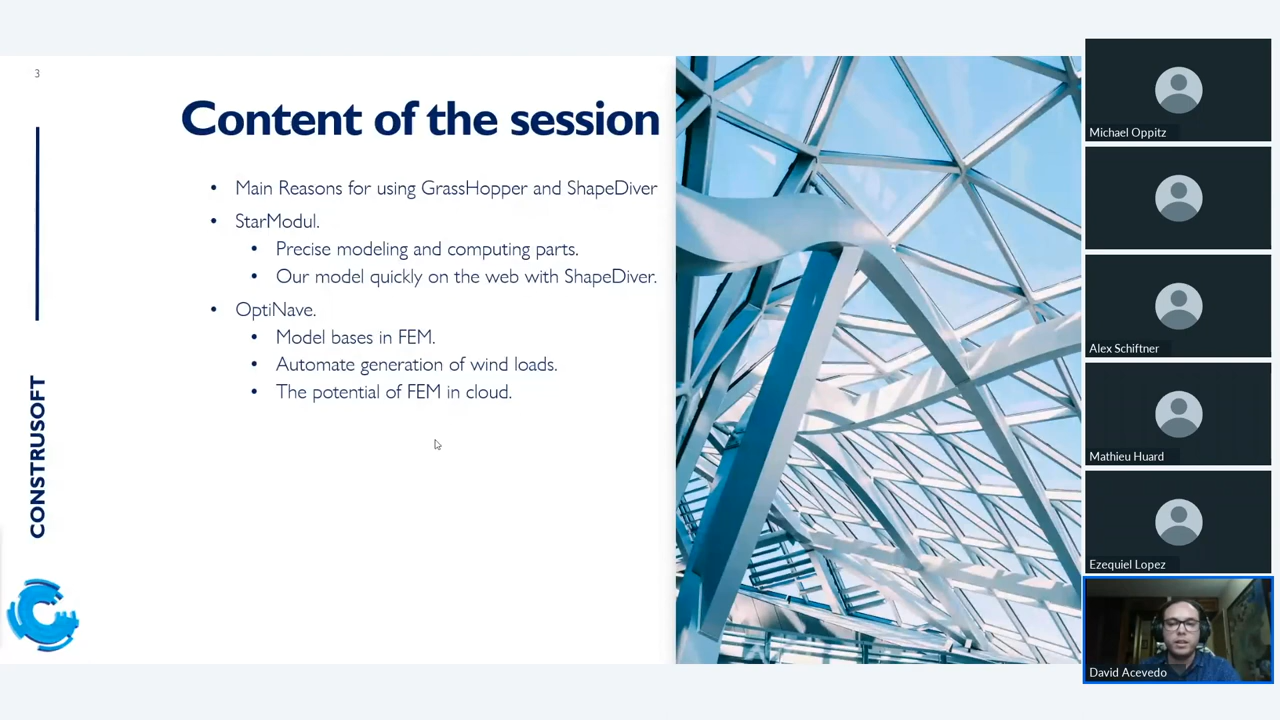 3
Content of the session
• Main Reasons for using GrassHopper and ShapeDiver
• StarModul.
• Precise modeling and computing parts.
• Our model quickly on the web with ShapeDiver.
• OptiNave.
• Model bases in FEM.
• Automate generation of wind loads.
• The potential of FEM in cloud.
CONSTRUSOFT
Michael Oppitz
Alex Schiftner
Mathieu Huard
Ezequiel Lopez
David Acevedo